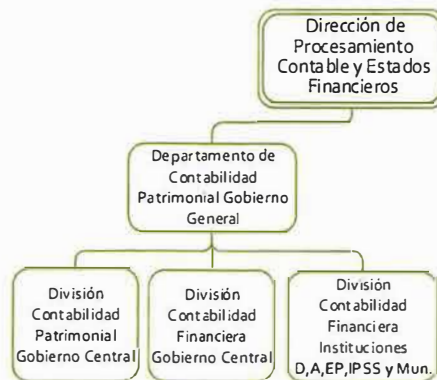 Dirección de
Procesamiento
Contable y Estados
Financieros
Departamento de
Contabilidad
Patrimonial Gobierno
General
División
Contabilidad
Patrimonial
Gobierno Central
División
Contabilidad
Financiera
Gobierno Central
División
Contabilidad
Financiera
Instituciones
D,A,EP,IPSS y Mun.